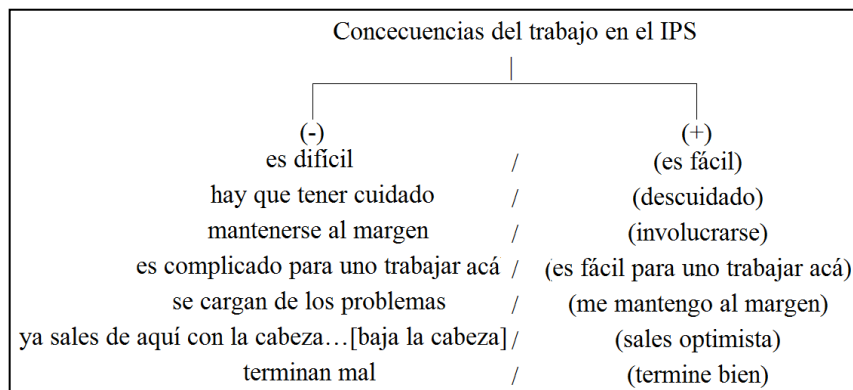 Concecuencias del trabajo en el IPS
(-) (+)
es difícil / (es fácil)
hay que tener cuidado / (descuidado)
mantenerse al margen / (involucrarse)
es complicado para uno trabajar acá / (es fácil para uno trabajar acá)
se cargan de los problemas / (me mantengo al margen)
ya sales de aquí con la cabeza…[baja la cabeza] / (sales optimista)
terminan mal / (termine bien)